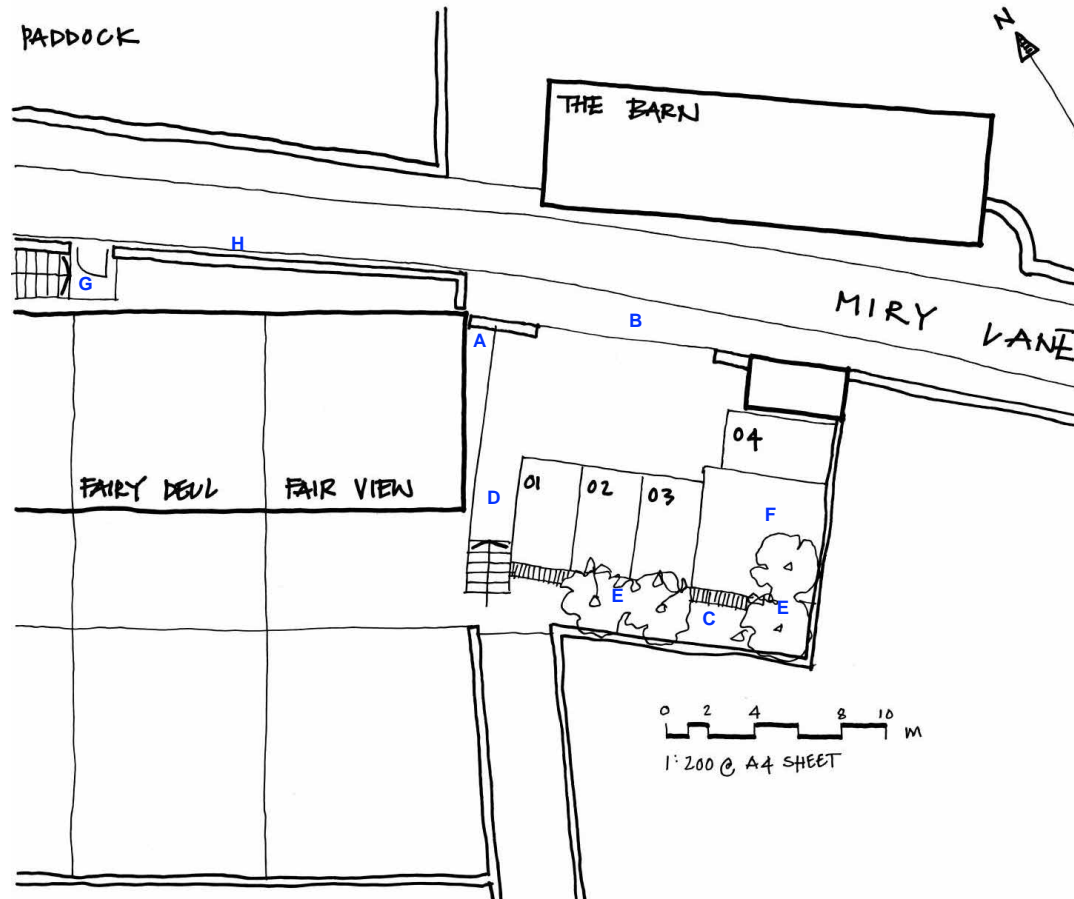 PADDOCK
N
THE BARN
H
G
MIRY LANE
B
A
04
FAIRY DELL
FAIR VIEW
01
02
03
D
F
E
C
E
0 2 4 8 10 m
1:200 @ A4 SHEET